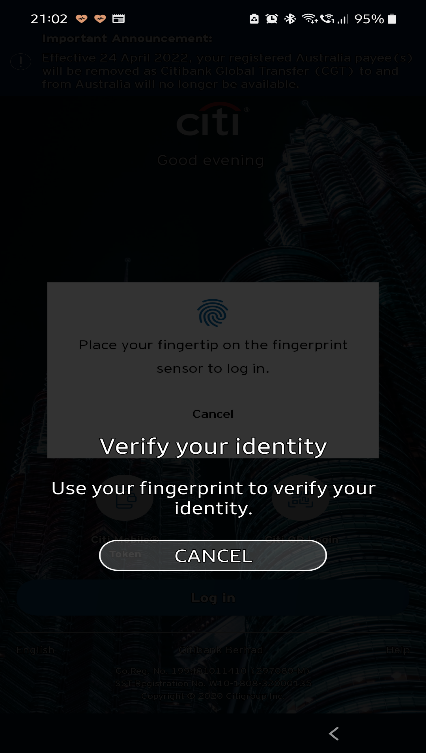 21:02
95%
Important Announcement:
Effective 24 April 2022, your registered Australia payee(s)
will be removed as Citibank Global Transfer (CGT) to and
from Australia will no longer be available.
citi
Good evening
Place your fingertip on the fingerprint
sensor to log in.
Cancel
Verify your identity
Use your fingerprint to verify your
identity.
CANCEL
Token
Log in
English
Help